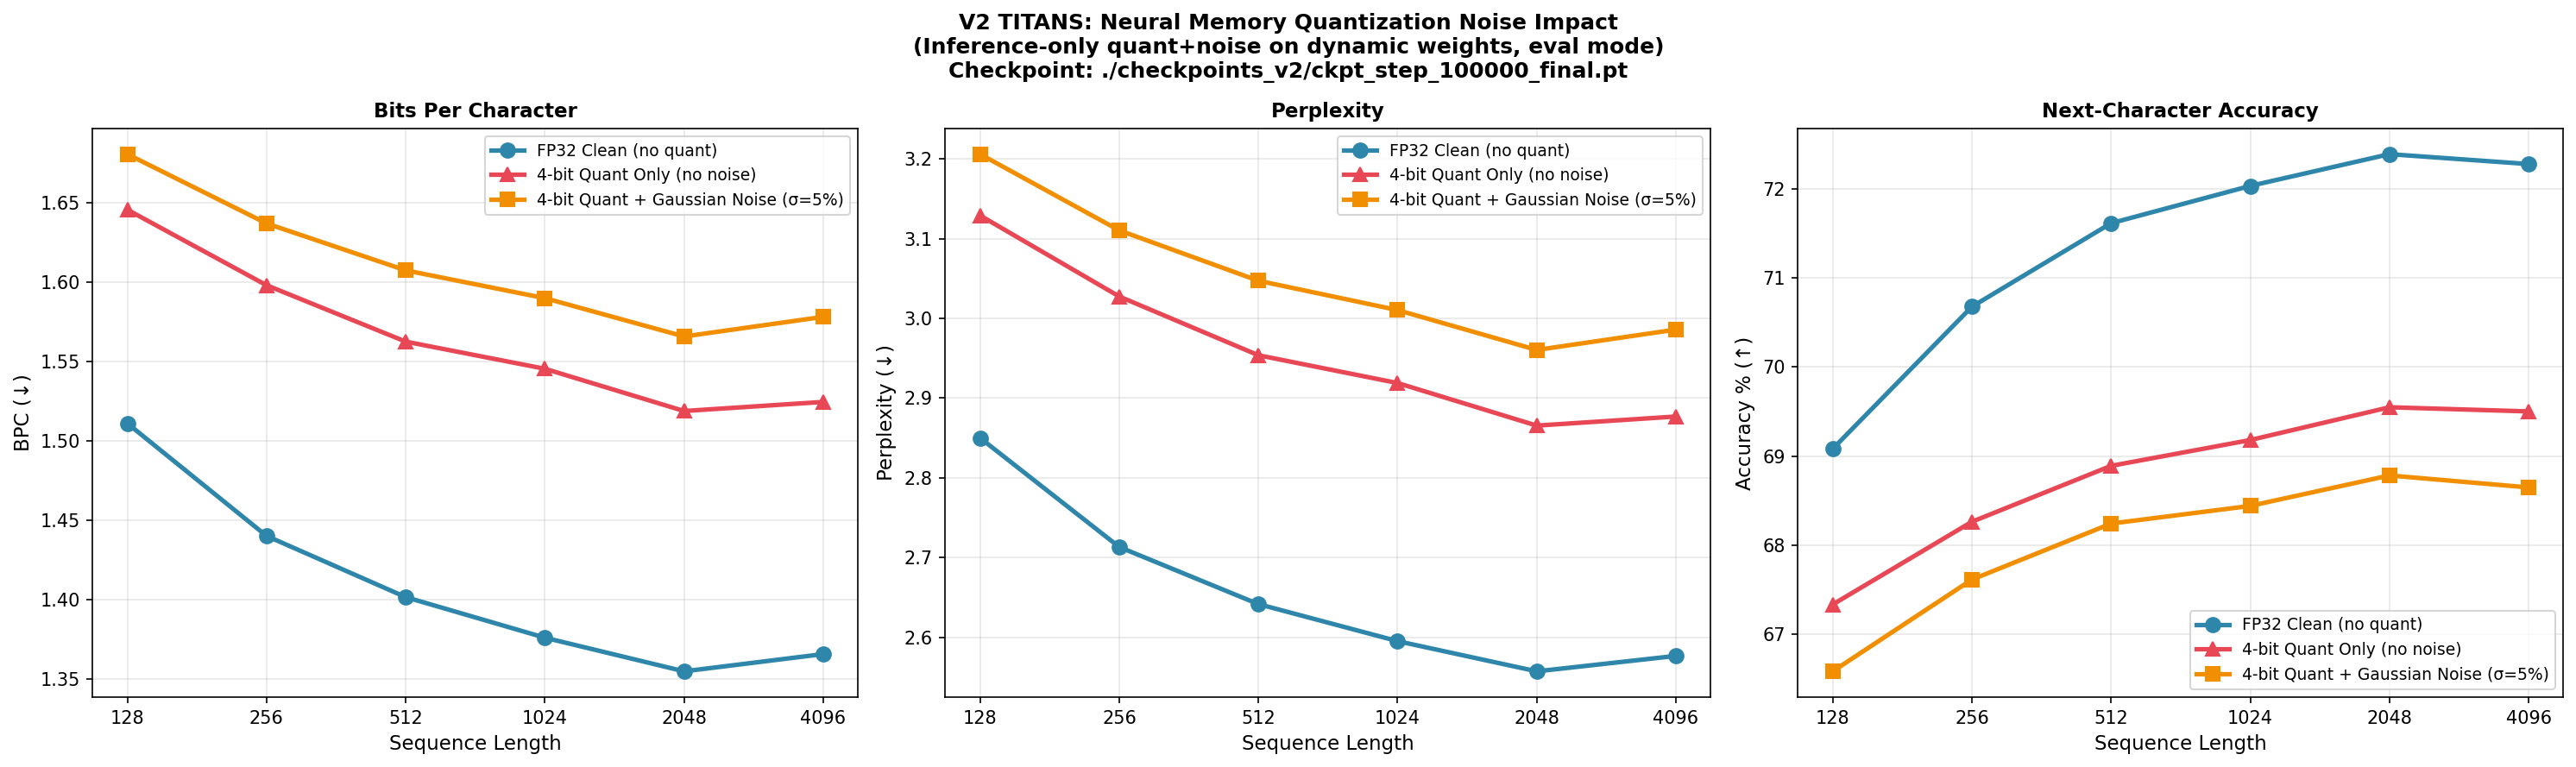 V2 TITANS: Neural Memory Quantization Noise Impact
(Inference-only quant+noise on dynamic weights, eval mode)
Checkpoint: ./checkpoints_v2/ckpt_step_100000_final.pt
Bits Per Character
FP32 Clean (no quant)
4-bit Quant Only (no noise)
4-bit Quant + Gaussian Noise (σ=5%)
BPC (↓)
1.65
1.60
1.55
1.50
1.45
1.40
1.35
128 256 512 1024 2048 4096
Sequence Length
Perplexity
FP32 Clean (no quant)
4-bit Quant Only (no noise)
4-bit Quant + Gaussian Noise (σ=5%)
Perplexity (↓)
3.2
3.1
3.0
2.9
2.8
2.7
2.6
128 256 512 1024 2048 4096
Sequence Length
Next-Character Accuracy
Accuracy % (↑)
72
71
70
69
68
67
FP32 Clean (no quant)
4-bit Quant Only (no noise)
4-bit Quant + Gaussian Noise (σ=5%)
128 256 512 1024 2048 4096
Sequence Length